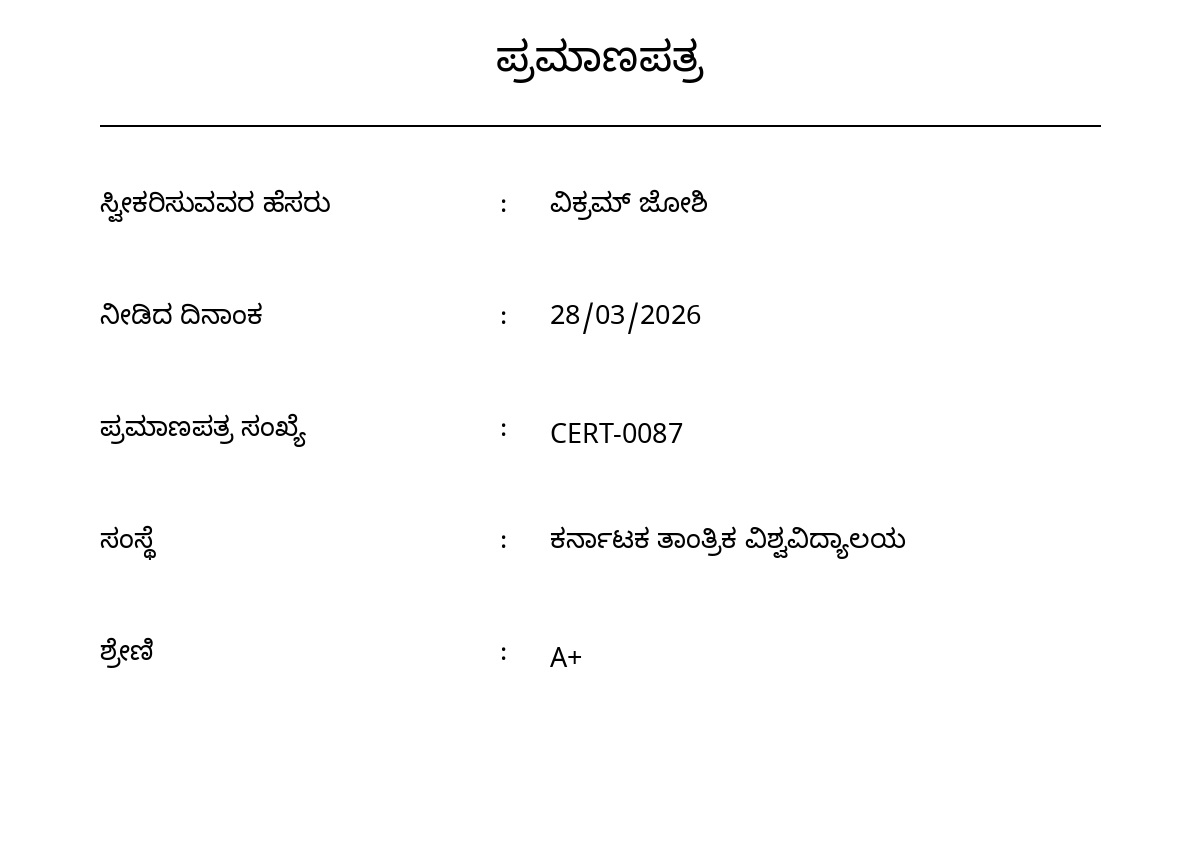 ಪ್ರಮಾಣಪತ್ರ
ಸ್ವೀಕರಿಸುವವರ ಹೆಸರು : ವಿಕ್ರಮ್ ಜೋಶಿ
ನೀಡಿದ ದಿನಾಂಕ : 28/03/2026
ಪ್ರಮಾಣಪತ್ರ ಸಂಖ್ಯೆ : CERT-0087
ಸಂಸ್ಥೆ : ಕರ್ನಾಟಕ ತಾಂತ್ರಿಕ ವಿಶ್ವವಿದ್ಯಾಲಯ
ಶ್ರೇಣಿ : A+